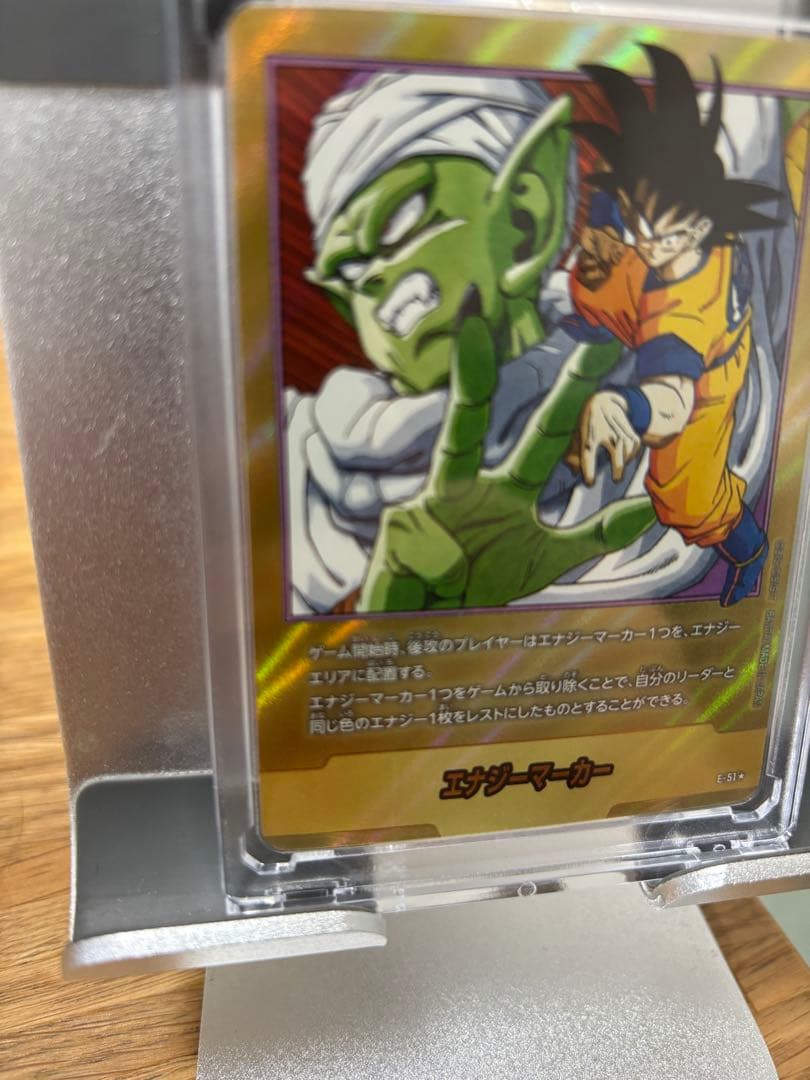 ゲーム開始時、後攻のプレイヤーはエナジーマーカー1つを、エナジー
エリアに配置する。
エナジーマーカー1つをゲームから取り除くことで、自分のリーダーと
同じ色のエナジー1枚をレストにしたものとすることができる。
エナジーマーカー
E-51★